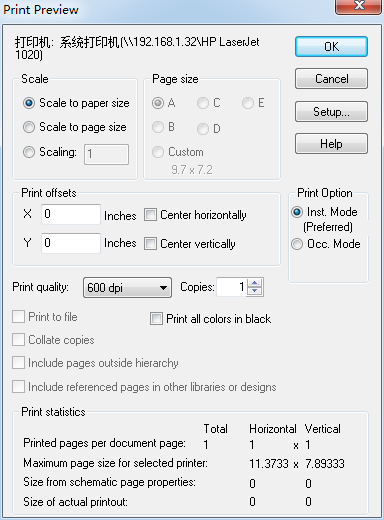 Print Preview
打印机: 系统打印机(\\192.168.1.32\HP LaserJet
1020)
OK
Cancel
Setup...
Help
Scale
Scale to paper size
Scale to page size
Scaling: 1
Page size
A C E
B D
Custom
9.7 x 7.2
Print offsets
X 0 Inches Center horizontally
Y 0 Inches Center vertically
Print Option
Inst. Mode
(Preferred)
Occ. Mode
Print quality: 600 dpi Copies: 1
Print to file Print all colors in black
Collate copies
Include pages outside hierarchy
Include referenced pages in other libraries or designs
Print statistics
Total Horizontal Vertical
Printed pages per document page: 1 1 x 1
Maximum page size for selected printer: 11.3733 x 7.89333
Size from schematic page properties: 0 0
Size of actual printout: 0 0